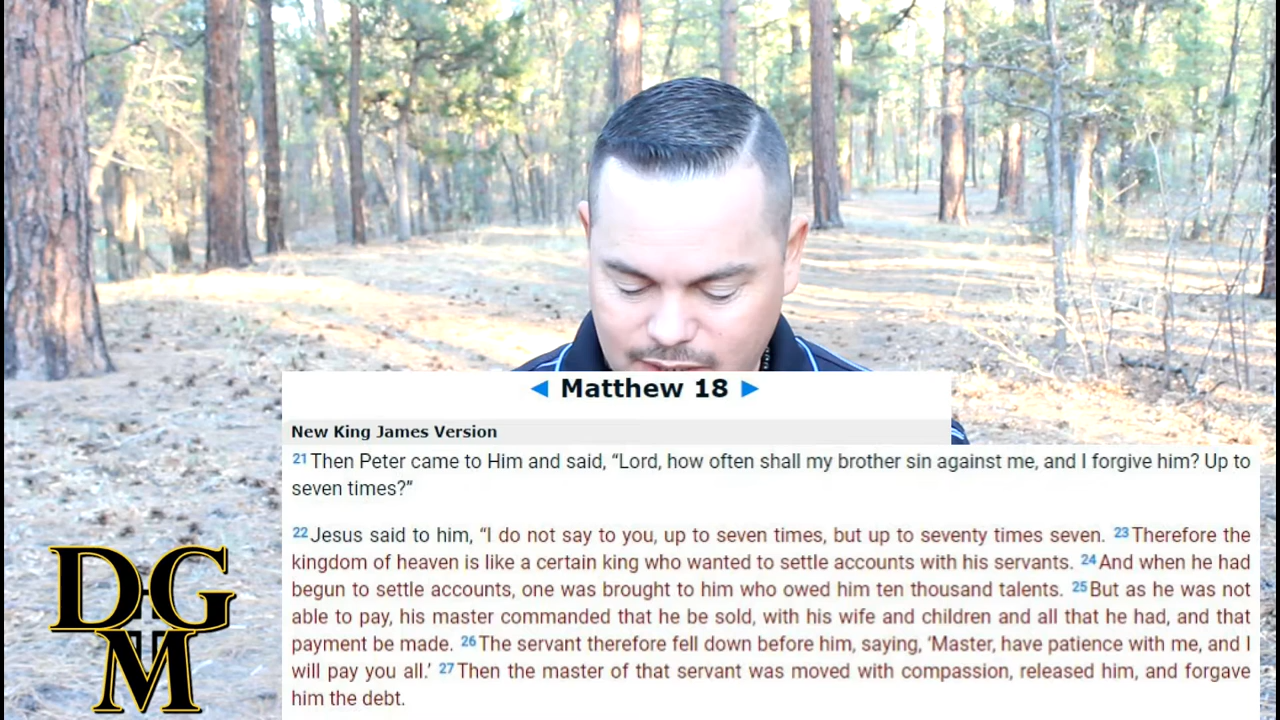 ◄ Matthew 18 ►
New King James Version
21 Then Peter came to Him and said, “Lord, how often shall my brother sin against me, and I forgive him? Up to
seven times?”
22 Jesus said to him, “I do not say to you, up to seven times, but up to seventy times seven. 23 Therefore the
kingdom of heaven is like a certain king who wanted to settle accounts with his servants. 24 And when he had
begun to settle accounts, one was brought to him who owed him ten thousand talents. 25 But as he was not
able to pay, his master commanded that he be sold, with his wife and children and all that he had, and that
payment be made. 26 The servant therefore fell down before him, saying, ‘Master, have patience with me, and I
will pay you all.’ 27 Then the master of that servant was moved with compassion, released him, and forgave
him the debt.
DG
M